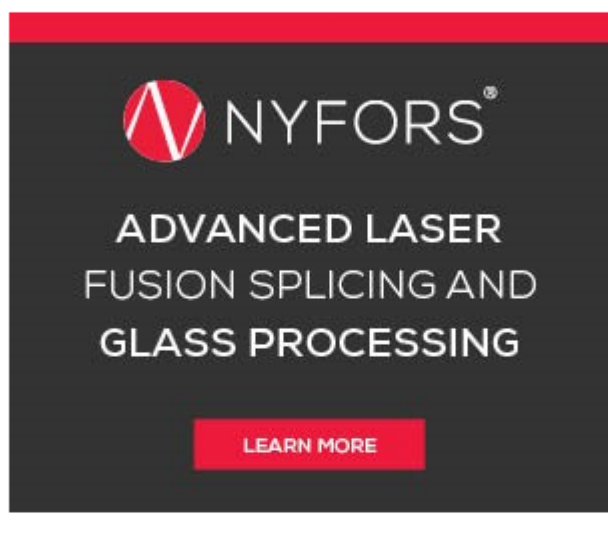 NYFORS®
ADVANCED LASER
FUSION SPLICING AND
GLASS PROCESSING
LEARN MORE